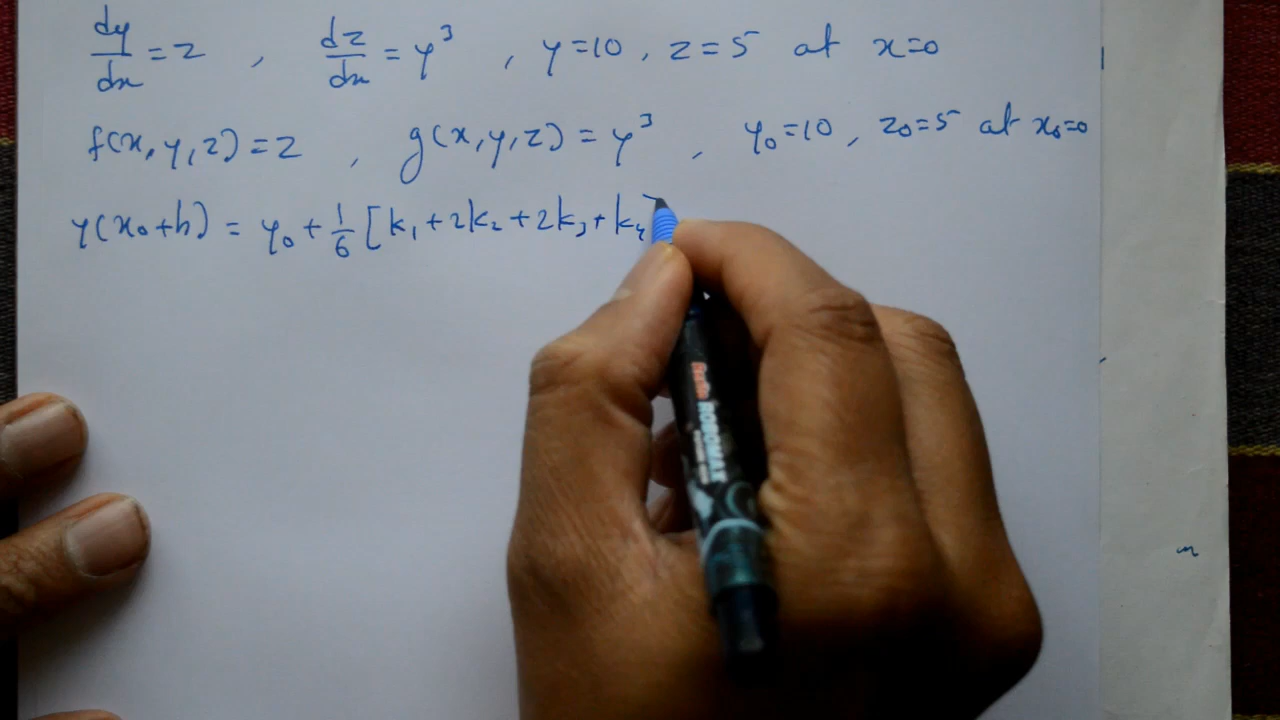 dy/dx = z , dz/dx = y³ , y = 10 , z = 5 at x = 0
f(x, y, z) = z , g(x, y, z) = y³ , y₀ = 10 , z₀ = 5 at x₀ = 0
y(x₀+h) = y₀ + 1/6 [k₁ + 2k₂ + 2k₃ + k₄]
ROBOMAX